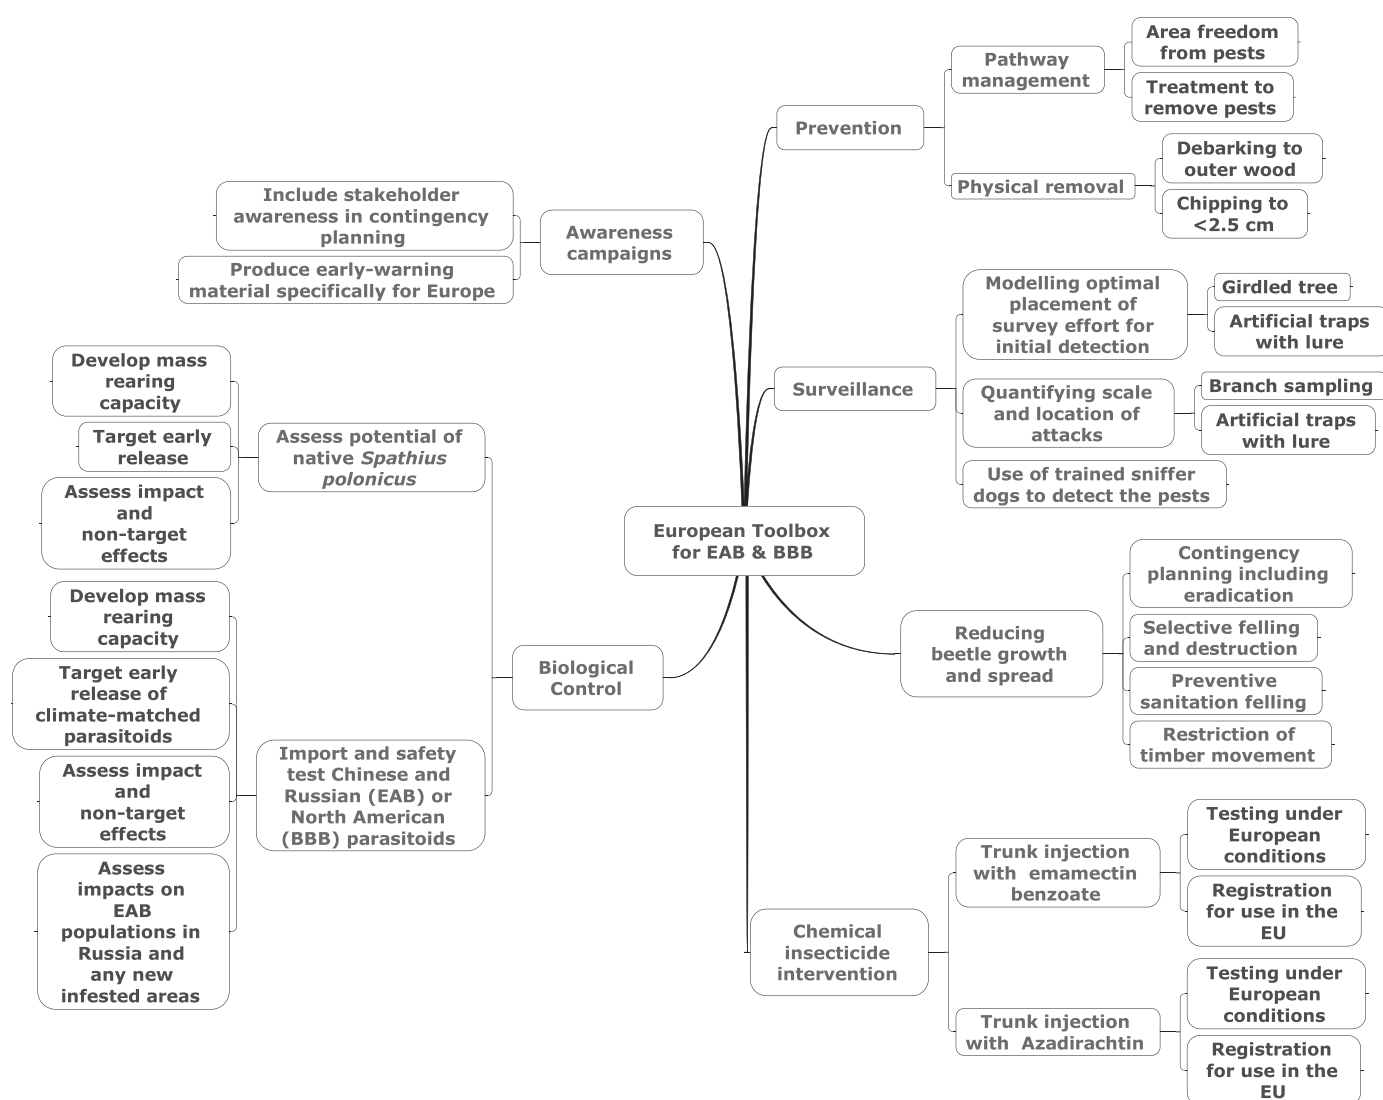 European Toolbox
for EAB & BBB
Prevention
Pathway
management
Area freedom
from pests
Treatment to
remove pests
Physical removal
Debarking to
outer wood
Chipping to
<2.5 cm
Surveillance
Modelling optimal
placement of
survey effort for
initial detection
Girdled tree
Artificial traps
with lure
Quantifying scale
and location of
attacks
Branch sampling
Artificial traps
with lure
Use of trained sniffer
dogs to detect the pests
Reducing
beetle growth
and spread
Contingency
planning including
eradication
Selective felling
and destruction
Preventive
sanitation felling
Restriction of
timber movement
Chemical
insecticide
intervention
Trunk injection
with emamectin
benzoate
Testing under
European
conditions
Registration
for use in the
EU
Trunk injection
with Azadirachtin
Testing under
European
conditions
Registration
for use in the
EU
Awareness
campaigns
Include stakeholder
awareness in contingency
planning
Produce early-warning
material specifically for Europe
Biological
Control
Assess potential of
native Spathius
polonicus
Develop mass
rearing
capacity
Target early
release
Assess impact
and
non-target
effects
Import and safety
test Chinese and
Russian (EAB) or
North American
(BBB) parasitoids
Develop mass
rearing
capacity
Target early
release of
climate-matched
parasitoids
Assess impact
and
non-target
effects
Assess
impacts on
EAB
populations in
Russia and
any new
infested areas